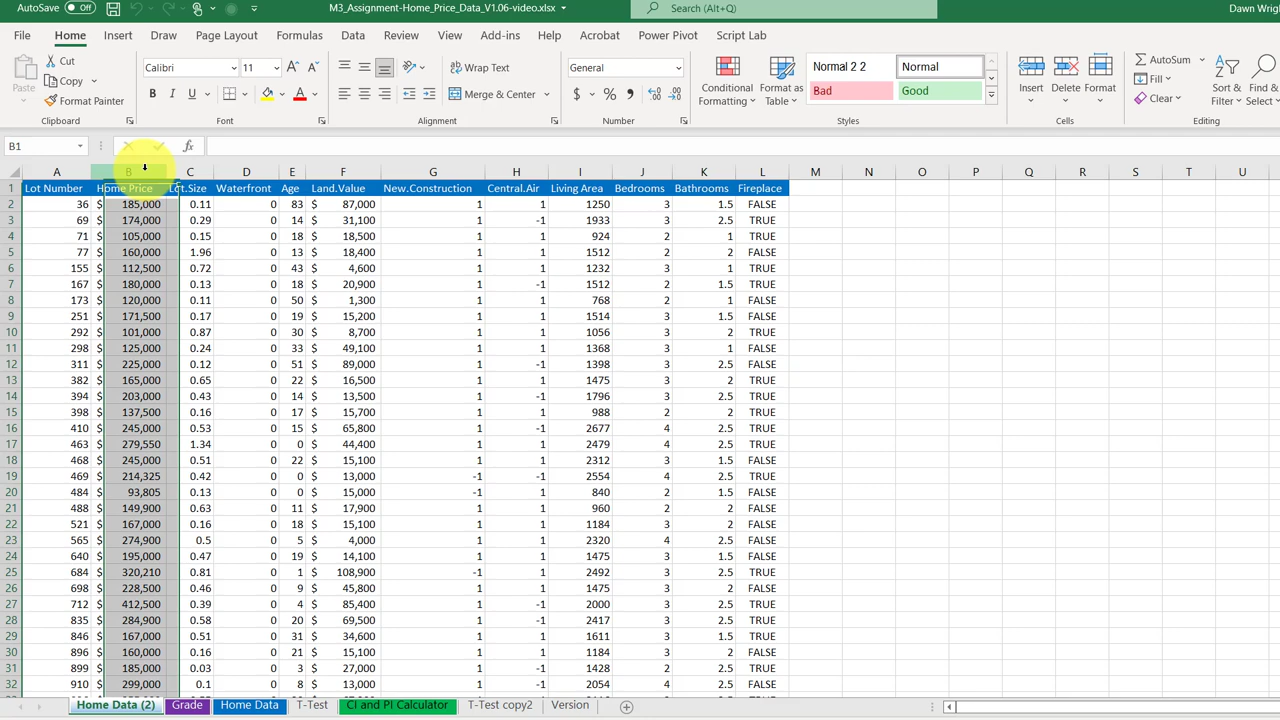 AutoSave Off M3_Assignment-Home_Price_Data_V1.06-video.xlsx Search (Alt+Q) Dawn Wrigh
File Home Insert Draw Page Layout Formulas Data Review View Add-ins Help Acrobat Power Pivot Script Lab
Paste Cut Copy Format Painter Calibri 11 Wrap Text General Conditional Formatting Format as Table Normal 2 2 Normal Insert Delete Format AutoSum Sort & Filter Find & Select
B I U Merge & Center $ % Bad Good Fill Clear
Clipboard Font Alignment Number Styles Cells Editing
B1 fx
A B C D E F G H I J K L M N O P Q R S T U
1 Lot Number Home Price Lot.Size Waterfront Age Land.Value New.Construction Central.Air Living Area Bedrooms Bathrooms Fireplace
2 36 $ 185,000 0.11 0 83 $ 87,000 1 1 1250 3 1.5 FALSE
3 69 $ 174,000 0.29 0 14 $ 31,100 1 -1 1933 3 2.5 TRUE
4 71 $ 105,000 0.15 0 18 $ 18,500 1 1 924 2 1 TRUE
5 77 $ 160,000 1.96 0 13 $ 18,400 1 1 1512 2 2 FALSE
6 155 $ 112,500 0.72 0 43 $ 4,600 1 1 1232 3 1 TRUE
7 167 $ 180,000 0.13 0 18 $ 20,900 1 -1 1512 2 1.5 TRUE
8 173 $ 120,000 0.11 0 50 $ 1,300 1 1 768 2 1 FALSE
9 251 $ 171,500 0.17 0 19 $ 15,200 1 1 1514 3 1.5 FALSE
10 292 $ 101,000 0.87 0 30 $ 8,700 1 1 1056 3 2 TRUE
11 298 $ 125,000 0.24 0 33 $ 49,100 1 1 1368 3 1 FALSE
12 311 $ 225,000 0.12 0 51 $ 89,000 1 -1 1398 3 2.5 FALSE
13 382 $ 165,000 0.65 0 22 $ 16,500 1 1 1475 3 2 TRUE
14 394 $ 203,000 0.43 0 14 $ 13,500 1 -1 1796 3 2.5 TRUE
15 398 $ 137,500 0.16 0 17 $ 15,700 1 1 988 2 2 TRUE
16 410 $ 245,000 0.53 0 15 $ 65,800 1 -1 2677 4 2.5 TRUE
17 463 $ 279,550 1.34 0 0 $ 44,400 1 1 2479 4 2.5 TRUE
18 468 $ 245,000 0.51 0 22 $ 15,100 1 1 2312 3 1.5 FALSE
19 469 $ 214,325 0.42 0 0 $ 13,000 -1 -1 2554 4 2.5 TRUE
20 484 $ 93,805 0.13 0 0 $ 15,000 -1 1 840 2 1.5 FALSE
21 488 $ 149,900 0.63 0 11 $ 17,900 1 1 960 2 2 FALSE
22 521 $ 167,000 0.16 0 18 $ 15,100 1 1 1184 3 2 TRUE
23 565 $ 274,900 0.5 0 5 $ 4,000 1 1 2320 4 2.5 FALSE
24 640 $ 195,000 0.47 0 19 $ 14,100 1 1 1475 3 1.5 FALSE
25 684 $ 320,210 0.81 0 1 $ 108,900 -1 1 2492 3 2.5 TRUE
26 698 $ 228,500 0.46 0 9 $ 45,800 1 1 1475 3 2 FALSE
27 712 $ 412,500 0.39 0 4 $ 85,400 1 -1 2000 3 2.5 TRUE
28 835 $ 284,900 0.58 0 20 $ 69,500 1 -1 2417 3 2.5 TRUE
29 846 $ 167,000 0.51 0 31 $ 34,600 1 1 1611 3 1.5 TRUE
30 896 $ 160,000 0.16 0 21 $ 15,100 1 1 1184 3 2 FALSE
31 899 $ 185,000 0.03 0 3 $ 27,000 1 -1 1428 2 2.5 TRUE
32 910 $ 299,000 0.1 0 8 $ 13,000 1 -1 2054 4 2.5 TRUE
Home Data (2) Grade Home Data T-Test CI and PI Calculator T-Test copy2 Version